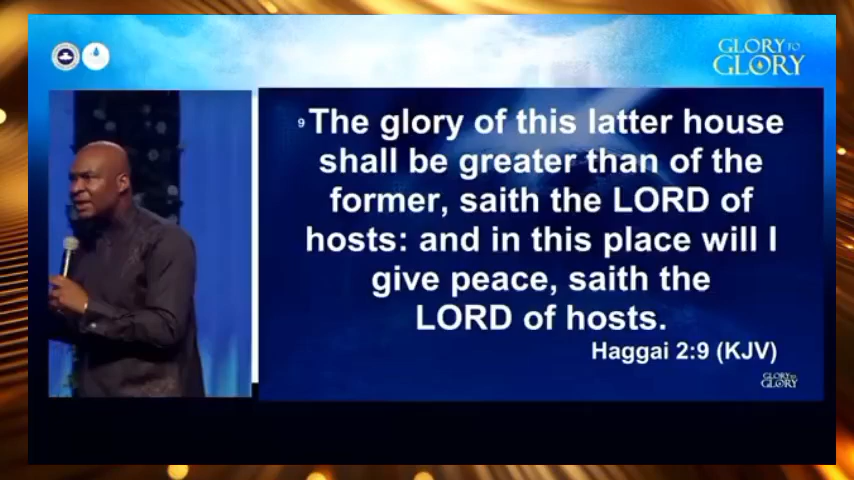 GLORY TO
GLORY
9 The glory of this latter house
shall be greater than of the
former, saith the LORD of
hosts: and in this place will I
give peace, saith the
LORD of hosts.
Haggai 2:9 (KJV)
GLORY TO
GLORY